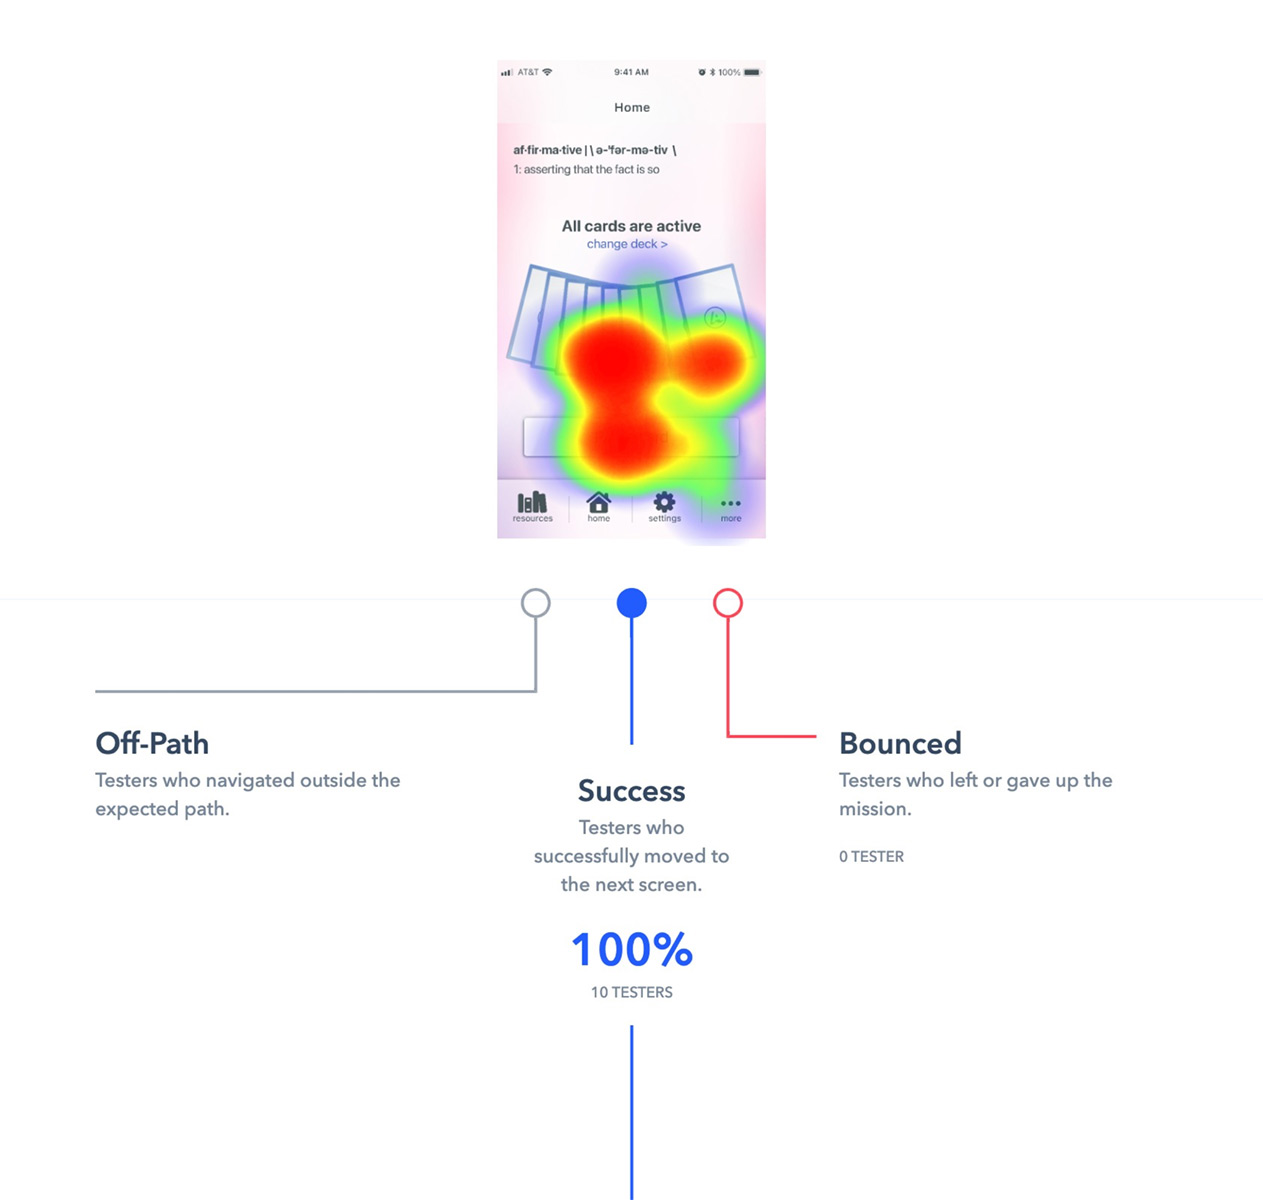 AT&T 9:41 AM 100%
Home
af·fir·ma·tive | \ ə-ˈfər-mə-tiv \
1: asserting that the fact is so
All cards are active
change deck >
resources home settings more
Off-Path
Testers who navigated outside the
expected path.
Success
Testers who
successfully moved to
the next screen.
100%
10 TESTERS
Bounced
Testers who left or gave up the
mission.
0 TESTER